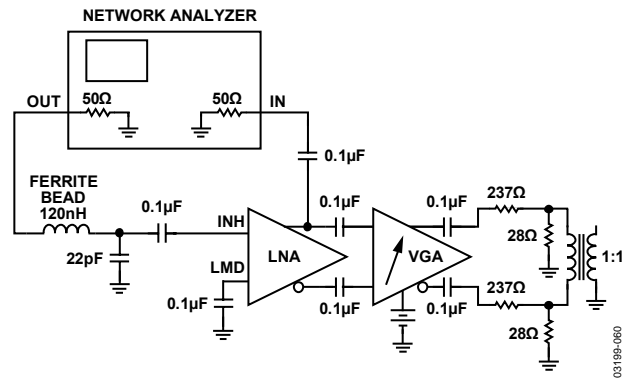 NETWORK ANALYZER
50Ω
50Ω
OUT
IN
0.1µF
FERRITE
BEAD
120nH
0.1µF
0.1µF
0.1µF
237Ω
INH
28Ω
LNA
VGA
1:1
22pF
LMD
237Ω
0.1µF
0.1µF
0.1µF
28Ω
03199-060